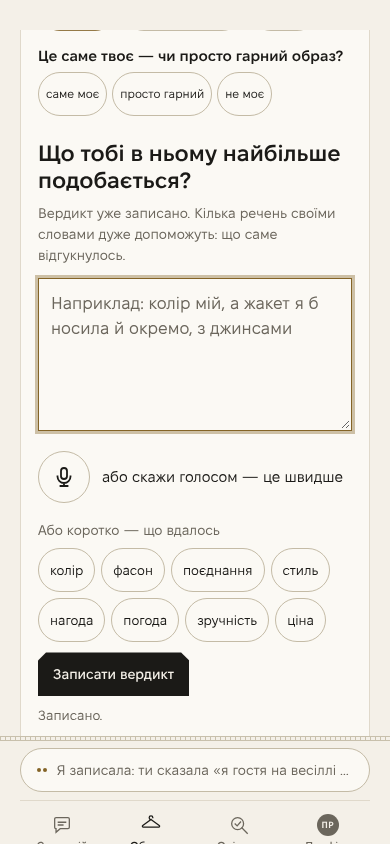 Це саме твоє — чи просто гарний образ?
саме моє просто гарний не моє
Що тобі в ньому найбільше
подобається?
Вердикт уже записано. Кілька речень своїми
словами дуже допоможуть: що саме
відгукнулось.
Наприклад: колір мій, а жакет я б
носила й окремо, з джинсами
або скажи голосом — це швидше
Або коротко — що вдалось
колір фасон поєднання стиль
нагода погода зручність ціна
Записати вердикт
Записано.
Я записала: ти сказала «я гостя на весіллі ...
ПР